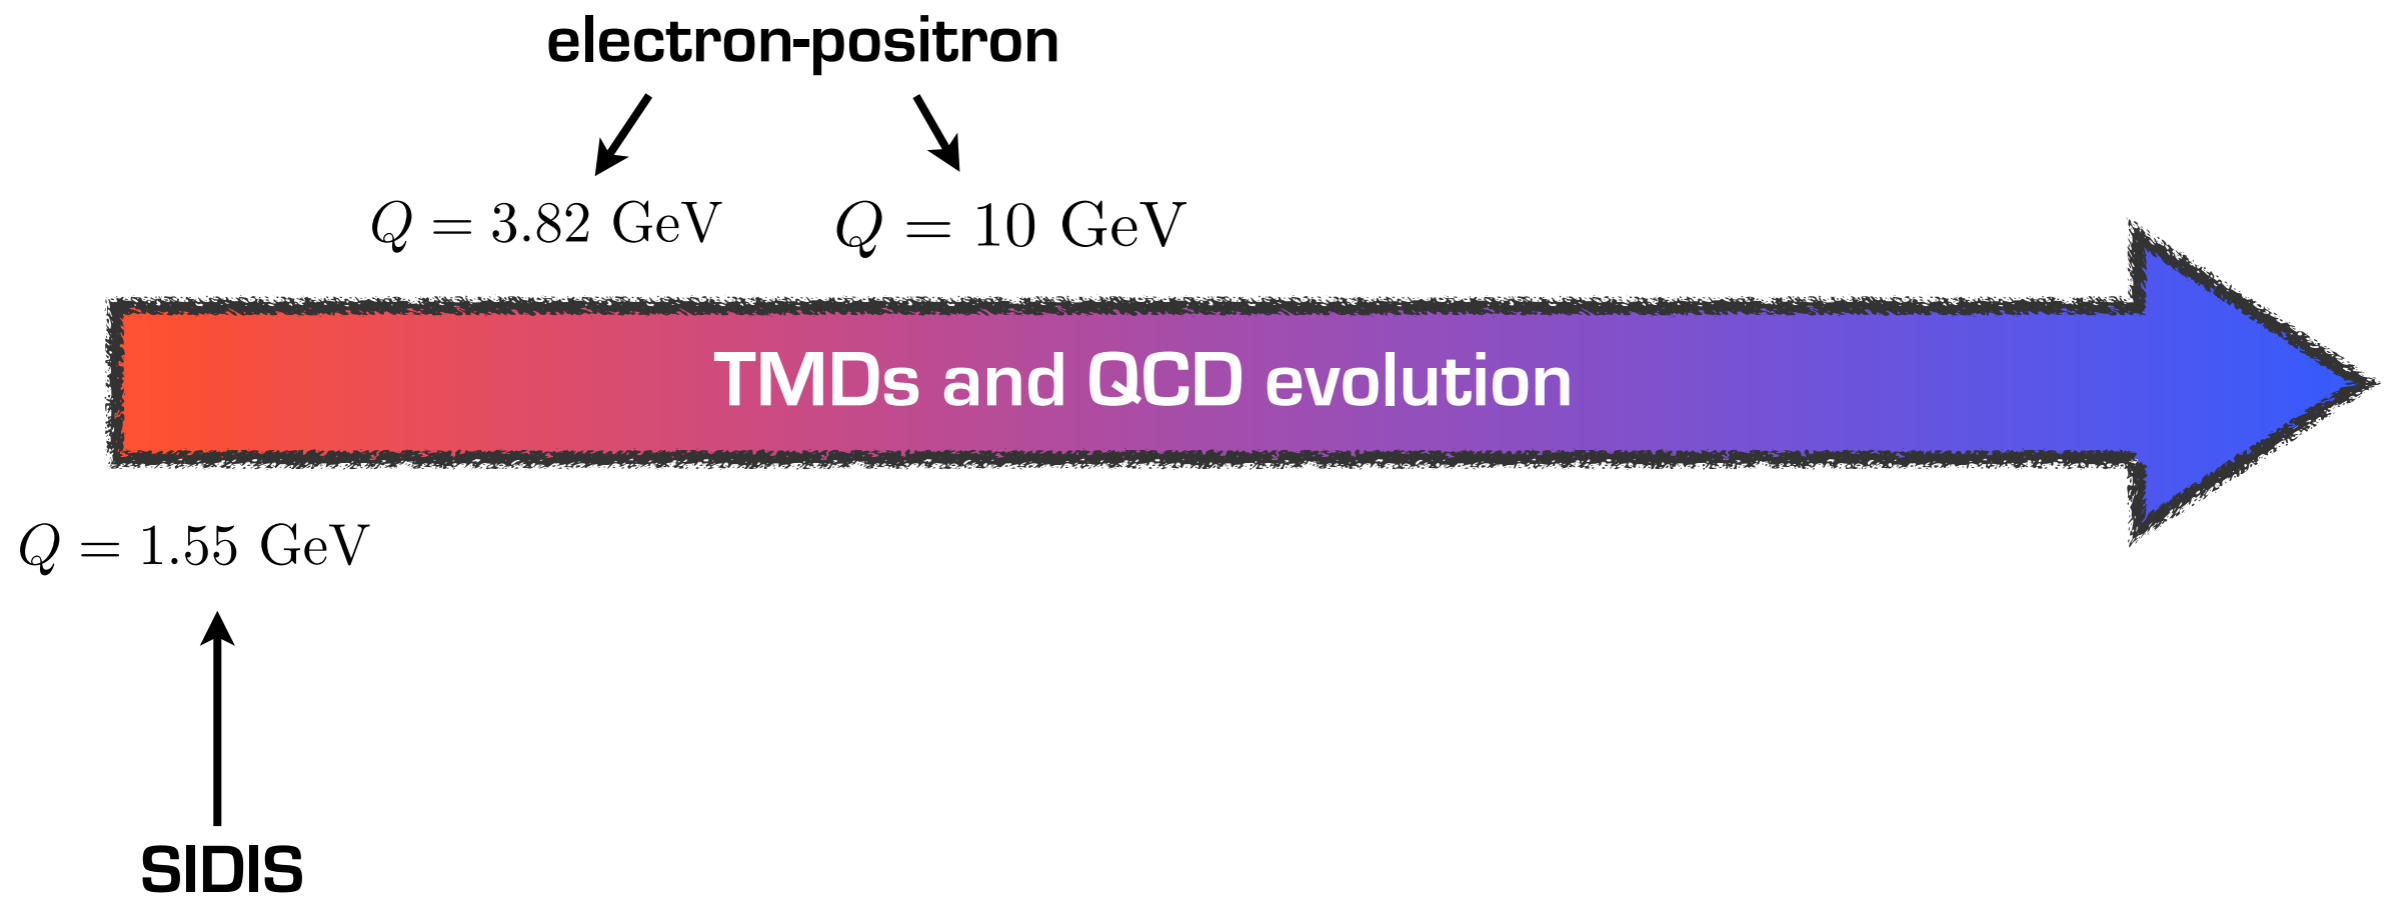 electron-positron
Q = 3.82 GeV
Q = 10 GeV
TMDs and QCD evolution
Q = 1.55 GeV
SIDIS